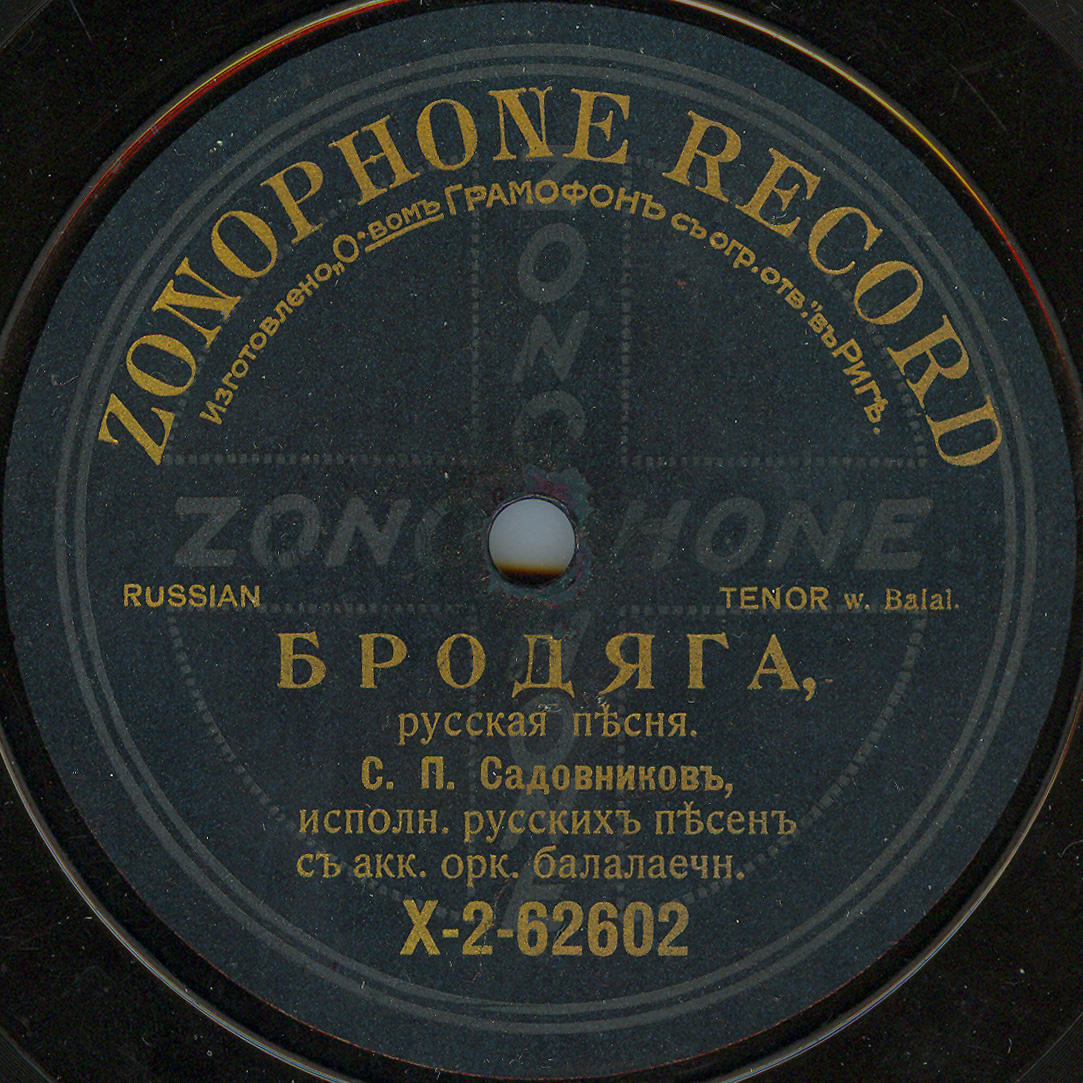 ZONOPHONE RECORD
Изготовлено „О-вомъ ГРАМОФОНЪ съ огр. отв." въ Ригѣ.
ZONOPHONE
ZONOPHONE
RUSSIAN
TENOR w. Balal.
БРОДЯГА,
русская пѣсня.
С. П. Садовниковъ,
исполн. русскихъ пѣсенъ
съ акк. орк. балалаечн.
X-2-62602